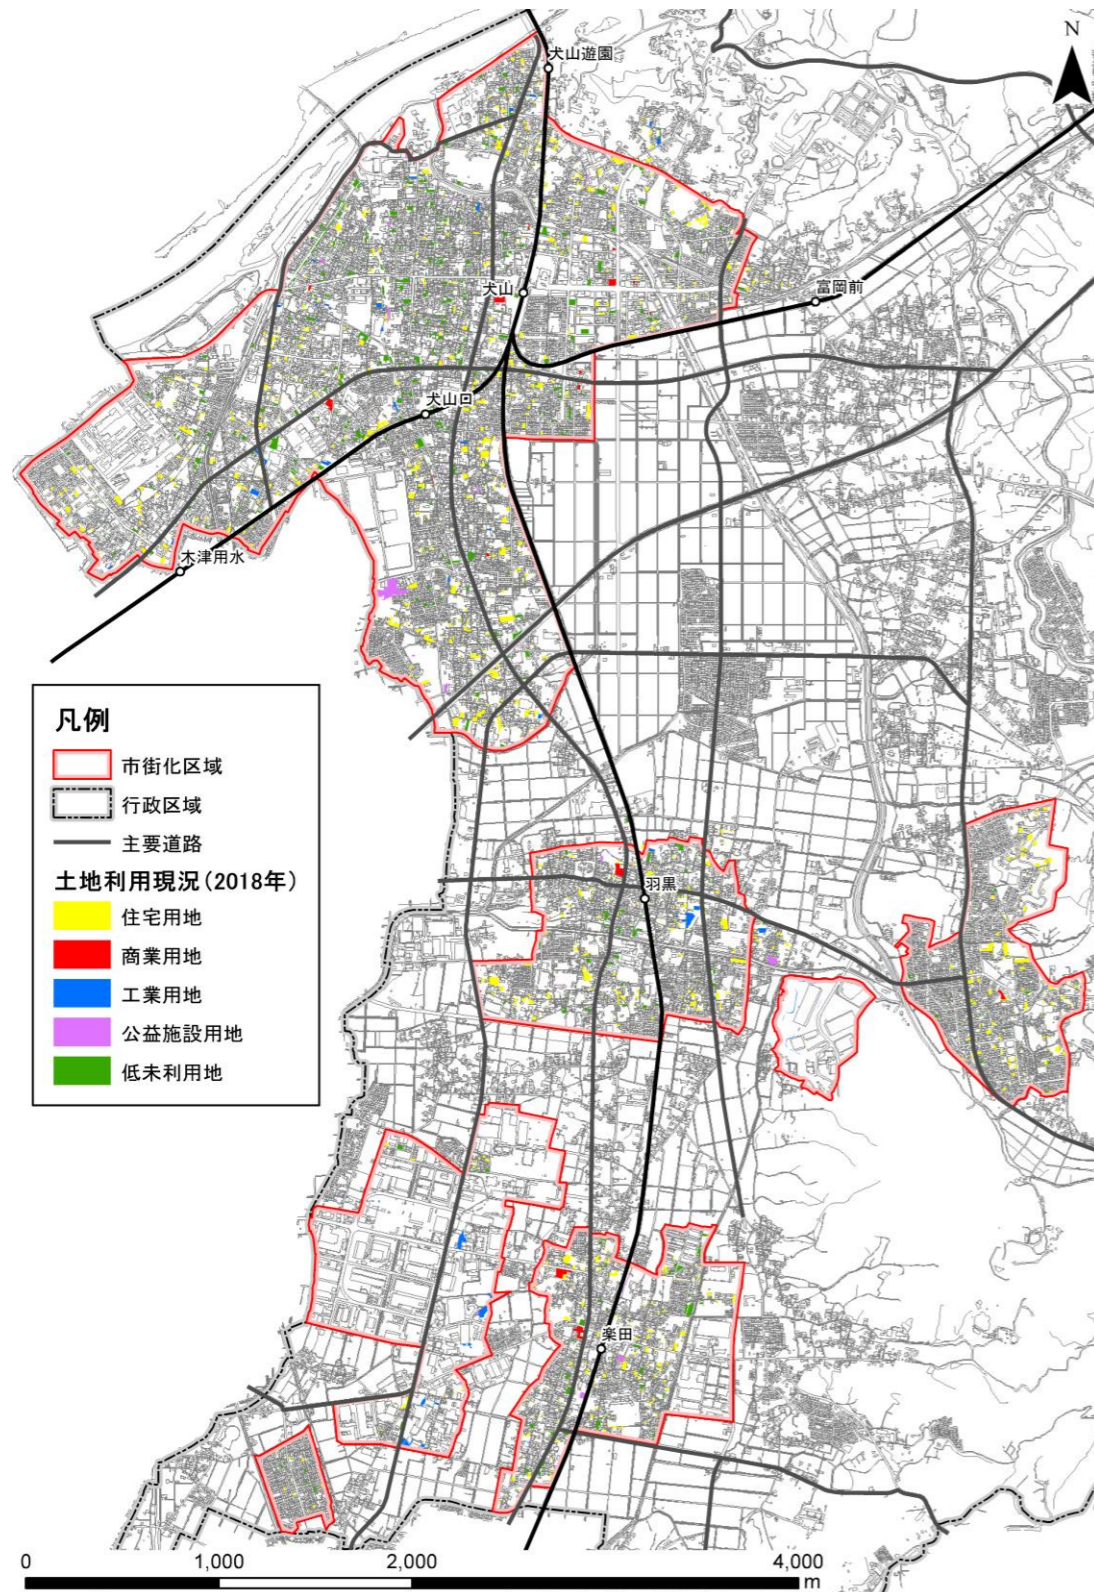 N
犬山遊園
犬山
富岡前
犬山口
木津用水
凡例
市街化区域
行政区域
主要道路
土地利用現況(2018年)
住宅用地
商業用地
工業用地
公益施設用地
低未利用地
羽黒
楽田
0 1,000 2,000 4,000
m